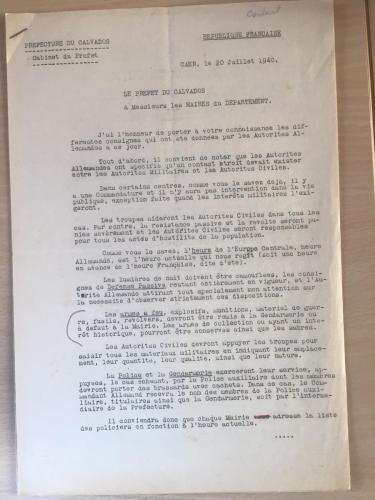 Contact
PREFECTURE DU CALVADOS
Cabinet du Préfet
REPUBLIQUE FRANCAISE
CAEN, le 20 Juillet 1940.
LE PREFET DU CALVADOS
A Messieurs les MAIRES du DEPARTEMENT.
J'ai l'honneur de porter à votre connaissance les dif-
férentes consignes qui ont été données par les Autorités Al-
lemandes à ce jour.
Tout d'abord, il convient de noter que les Autorités
Allemandes ont spécifié qu'un contact étroit devait exister
entre les Autorités Militaires et les Autorités Civiles.
Dans certains centres, comme vous le savez déjà, il y
a une Commandature et il n'y aura pas intervention dans la vie
publique, exception faite quand les intérêts militaires l'exi-
geront.
Les troupes aideront les Autorités Civiles dans tous les
cas. Par contre, la résistance passive et la révolte seront pu-
nies sévèrement et les Autorités Civiles seront responsables
pour tous les actes d'hostilité de la population.
Comme vous le savez, l'heure de l'Europe Centrale, heure
Allemande, est l'heure actuelle qui nous régit (soit une heure
en avance de l'heure Française, dite d'été).
Les lumières de nuit doivent être camouflées, les consi-
gnes de Défense Passive restant entièrement en vigueur, et l'Au-
torité Allemande attirant tout spécialement mon attention sur
la nécessité d'observer strictement ces dispositions.
Les armes à feu, explosifs, munitions, matériel de guer-
re, fusils, revolvers, devront être remis à la Gendarmerie ou
à défaut à la Mairie. Les armes de collection ou ayant un inté-
rêt historique, pourront être conservées ainsi que les sabres.
Les Autorités Civiles devront appuyer les troupes pour
saisir tous les matériaux militaires en indiquant leur emplace-
ment, leur quantité, leur qualité, ainsi que leur nature.
La Police et la Gendarmerie exerceront leur service, ap-
puyées, le cas échéant, par la Police auxiliaire dont les membres
devront porter des brassards avec cachets. Dans ce cas, le Com-
mandant Allemand recevra le nom des membres de la Police auxi-
liaire, titulaires ainsi que la Gendarmerie, soit par l'intermé-
diaire de la Préfecture.
Il conviendra donc que chaque Mairie adresse la liste
des policiers en fonction à l'heure actuelle.
.....